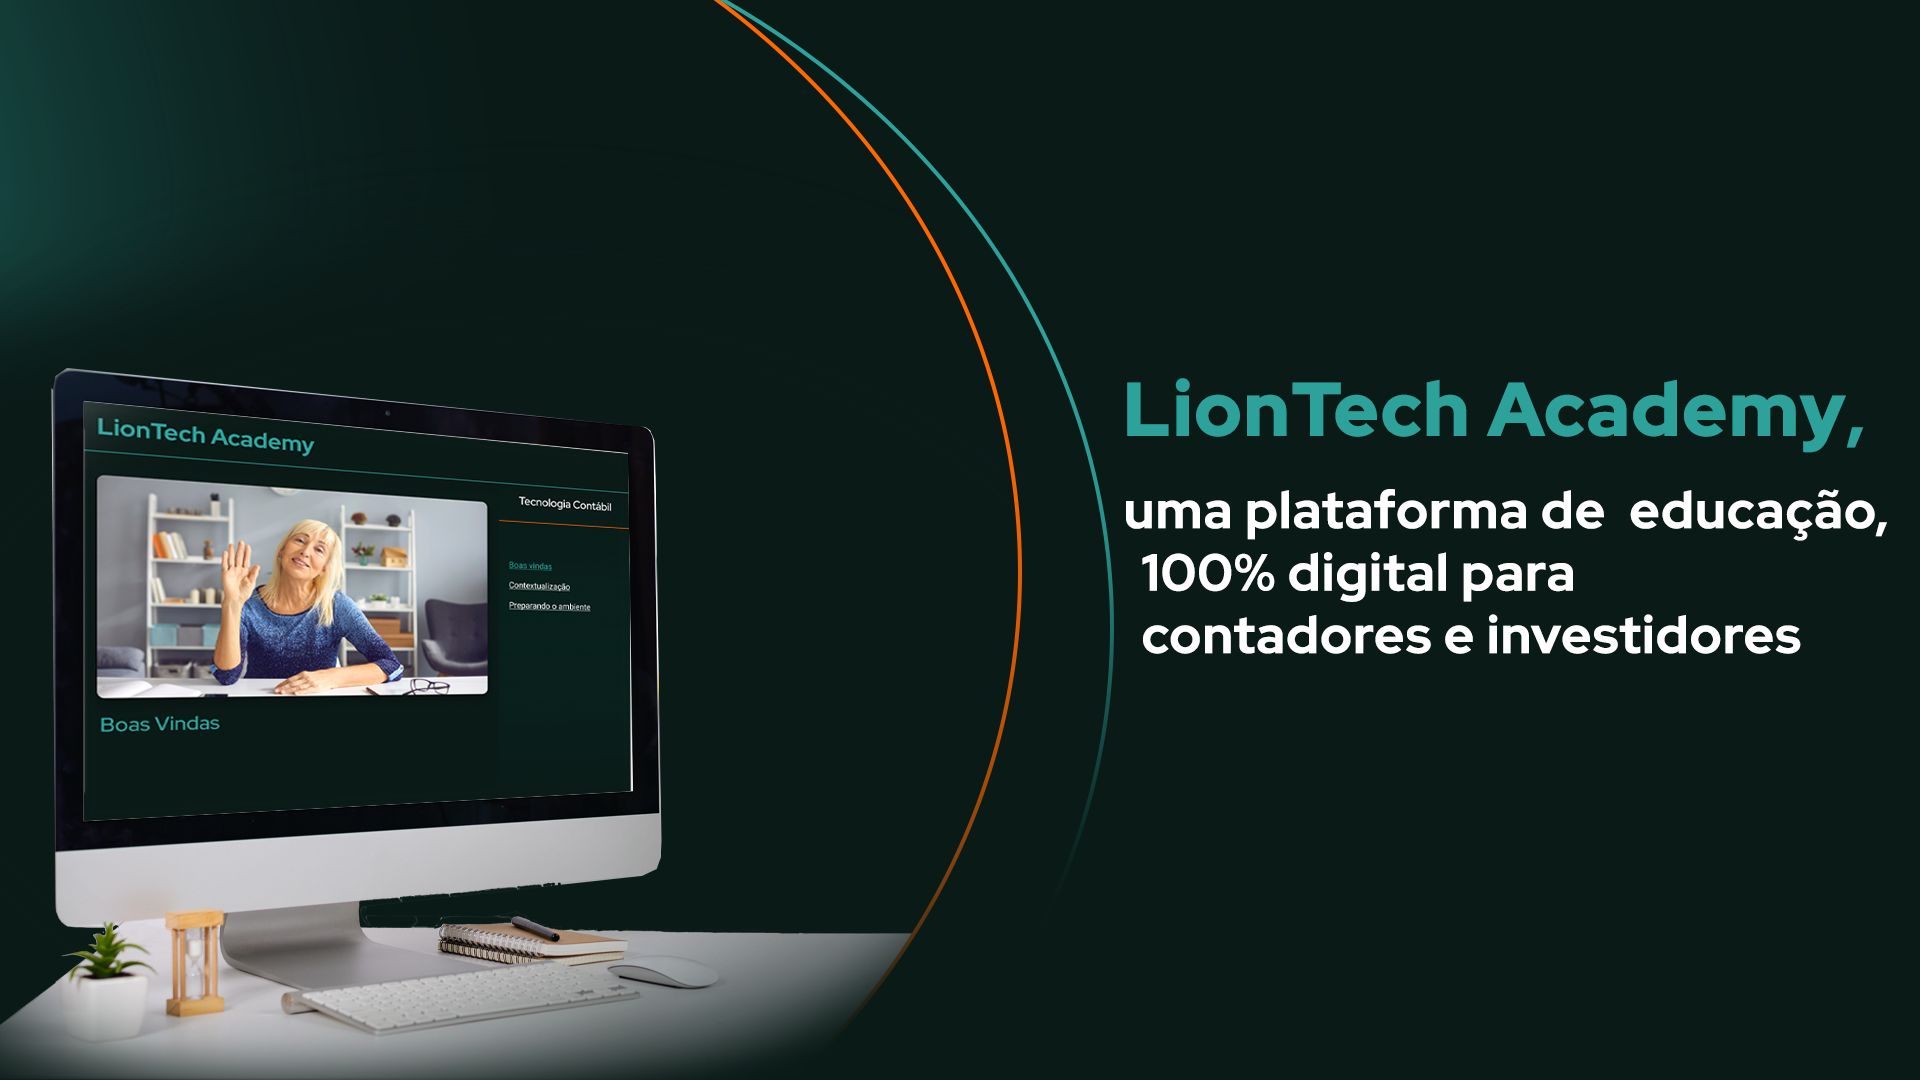 LionTech Academy
Tecnologia Contábil
Boas vindas
Contextualização
Preparando o ambiente
Boas Vindas
LionTech Academy,
uma plataforma de educação,
100% digital para
contadores e investidores